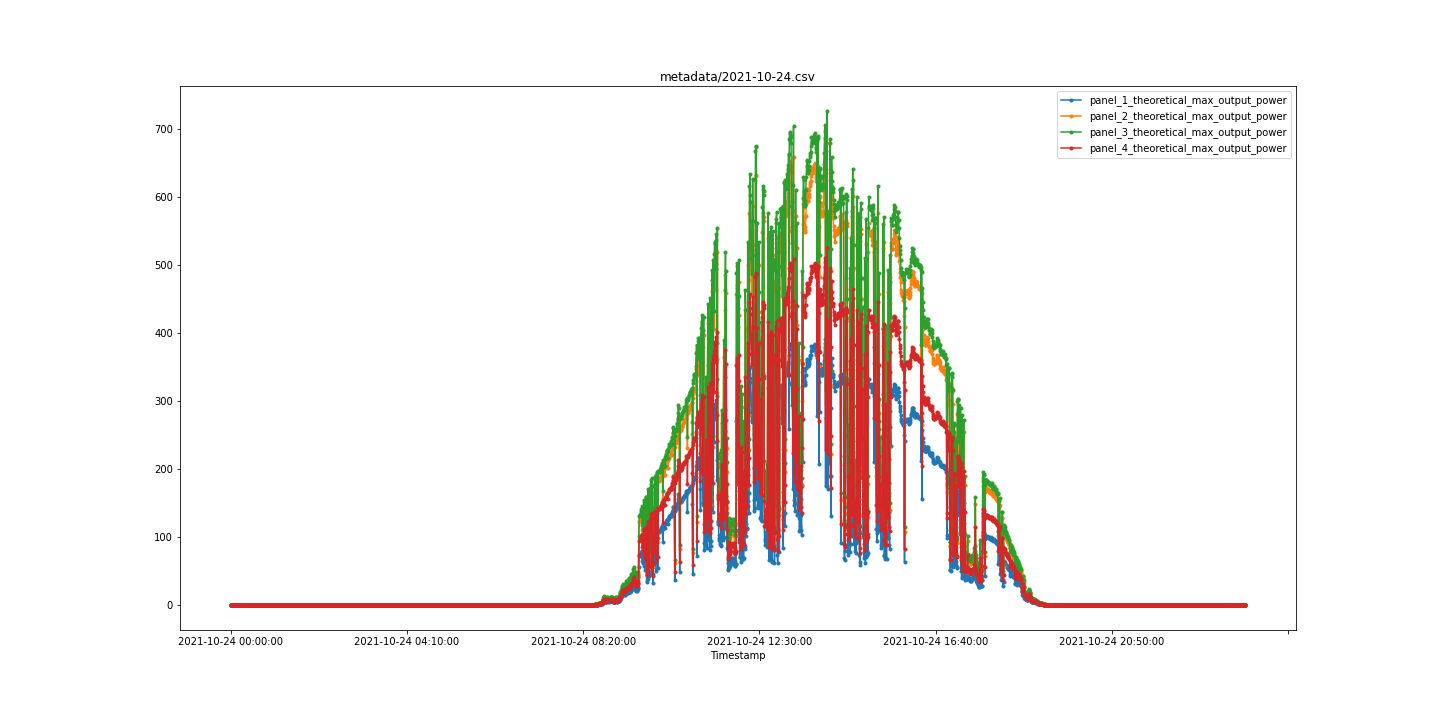 metadata/2021-10-24.csv
panel_1_theoretical_max_output_power
panel_2_theoretical_max_output_power
panel_3_theoretical_max_output_power
panel_4_theoretical_max_output_power
700
600
500
400
300
200
100
0
2021-10-24 00:00:00 2021-10-24 04:10:00 2021-10-24 08:20:00 2021-10-24 12:30:00 2021-10-24 16:40:00 2021-10-24 20:50:00
Timestamp